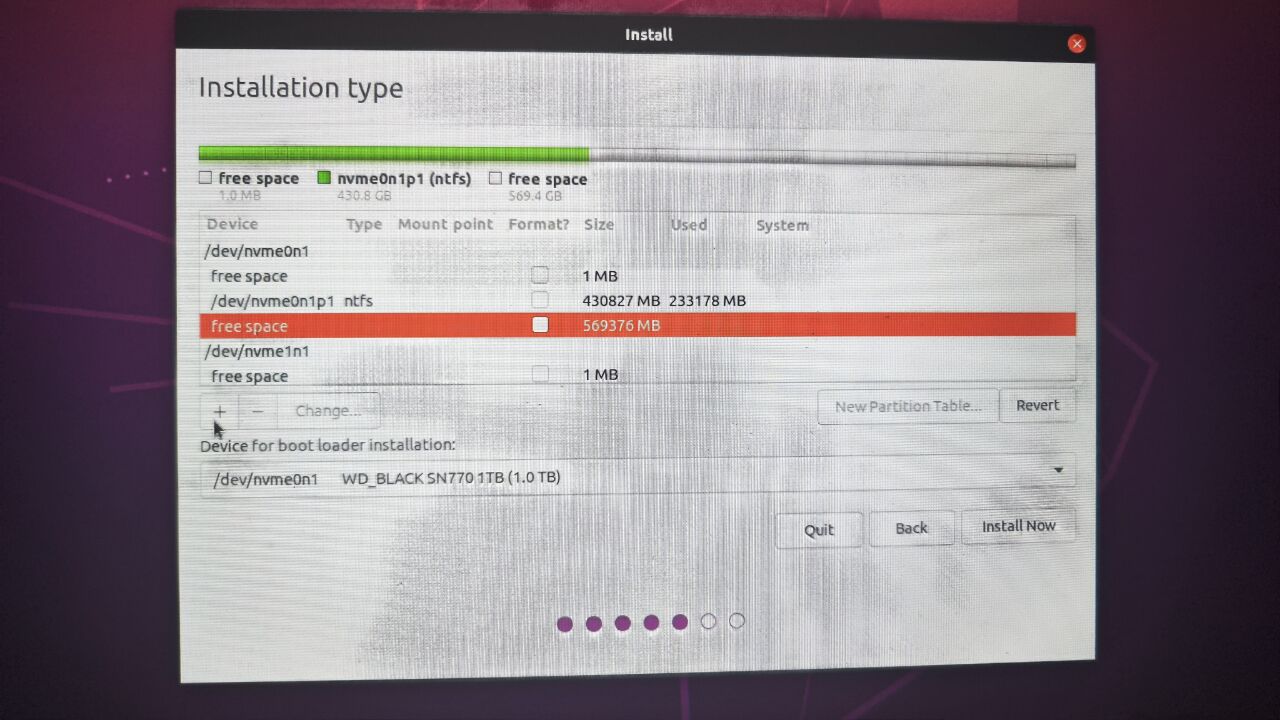 Install
Installation type
free space nvme0n1p1 (ntfs) free space
1.0 MB 430.8 GB 569.4 GB
Device Type Mount point Format? Size Used System
/dev/nvme0n1
free space 1 MB
/dev/nvme0n1p1 ntfs 430827 MB 233178 MB
free space 569376 MB
/dev/nvme1n1
free space 1 MB
+ − Change... New Partition Table... Revert
Device for boot loader installation:
/dev/nvme0n1 WD_BLACK SN770 1TB (1.0 TB)
Quit Back Install Now